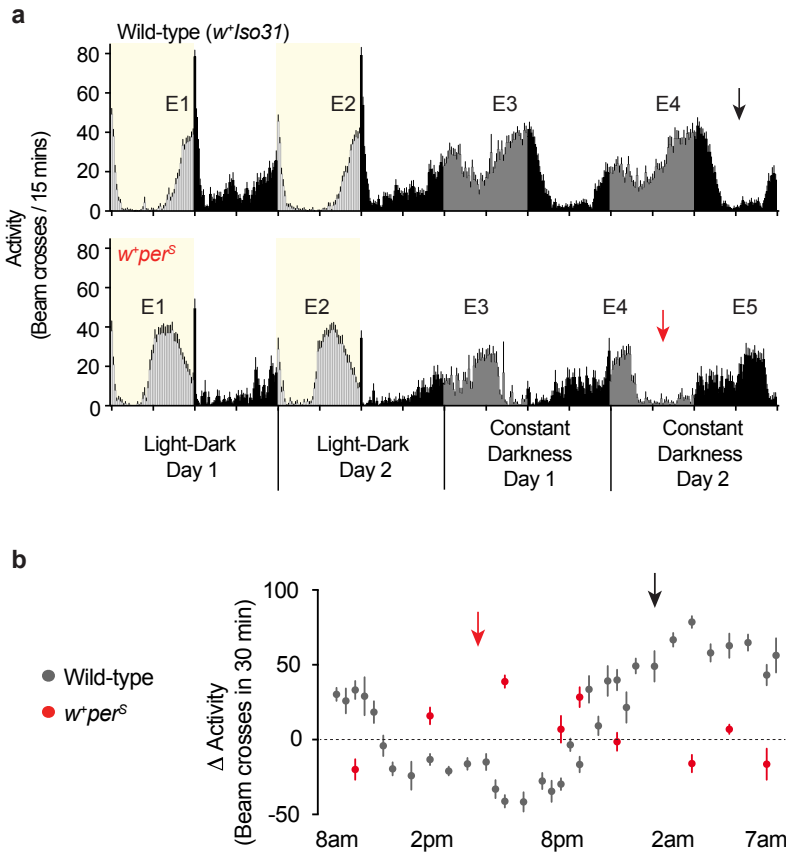 a
Wild-type (w⁺Iso31)
80
60
40
20
0
E1
E2
E3
E4
Activity
(Beam crosses / 15 mins)
w⁺perˢ
80
60
40
20
0
E1
E2
E3
E4
E5
Light-Dark
Day 1
Light-Dark
Day 2
Constant
Darkness
Day 1
Constant
Darkness
Day 2
b
Wild-type
w⁺perˢ
Δ Activity
(Beam crosses in 30 min)
100
50
0
-50
8am
2pm
8pm
2am
7am